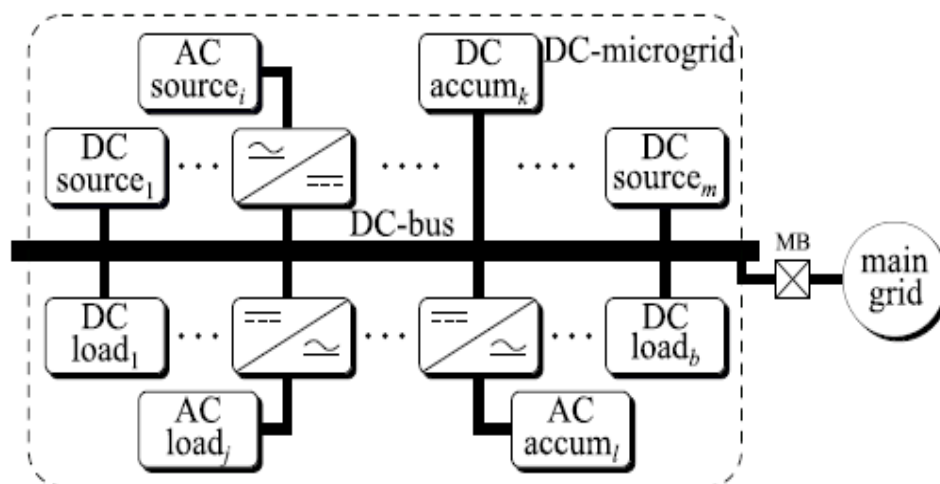 AC
source_i
DC
accum_k
DC-microgrid
DC
source_1
DC
source_m
DC-bus
MB
main
grid
DC
load_1
DC
load_b
AC
load_j
AC
accum_l